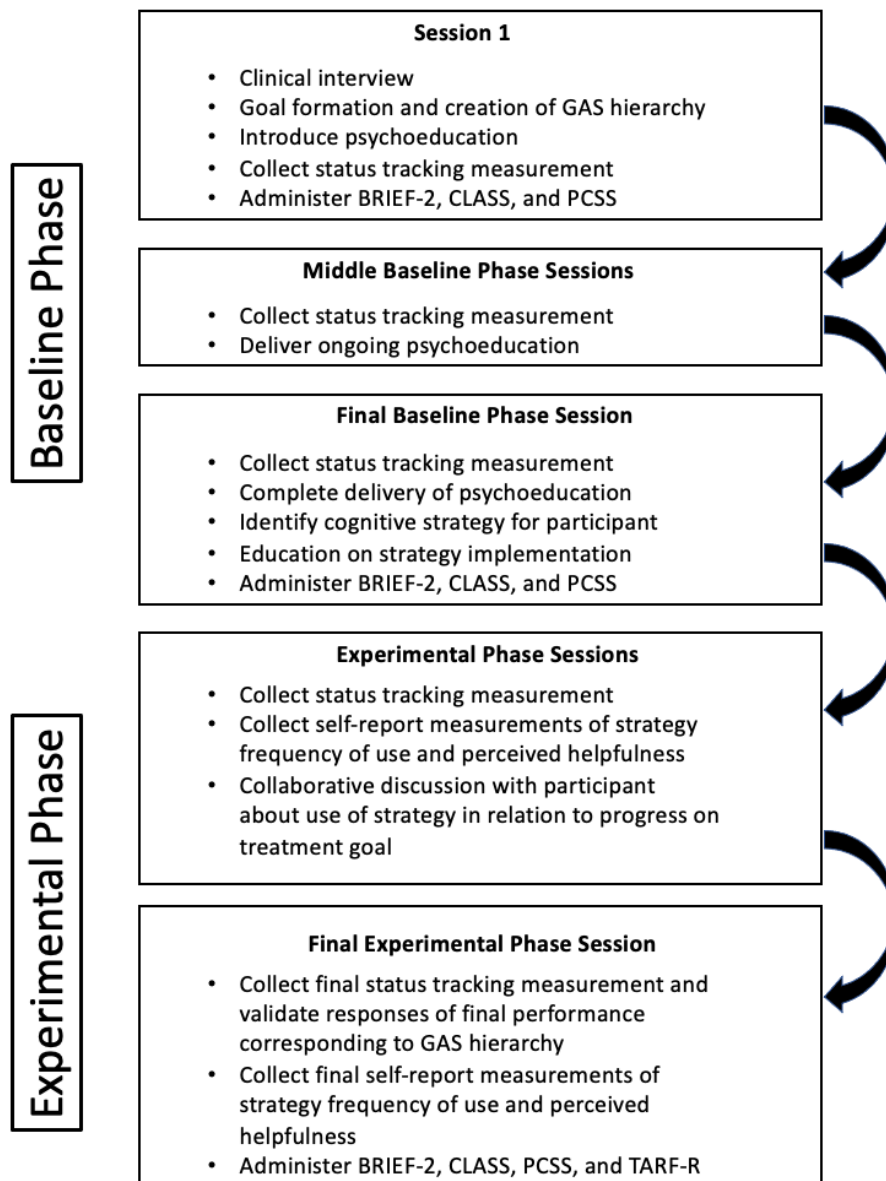 Baseline Phase
Session 1
• Clinical interview
• Goal formation and creation of GAS hierarchy
• Introduce psychoeducation
• Collect status tracking measurement
• Administer BRIEF-2, CLASS, and PCSS
Middle Baseline Phase Sessions
• Collect status tracking measurement
• Deliver ongoing psychoeducation
Final Baseline Phase Session
• Collect status tracking measurement
• Complete delivery of psychoeducation
• Identify cognitive strategy for participant
• Education on strategy implementation
• Administer BRIEF-2, CLASS, and PCSS
Experimental Phase
Experimental Phase Sessions
• Collect status tracking measurement
• Collect self-report measurements of strategy
frequency of use and perceived helpfulness
• Collaborative discussion with participant
about use of strategy in relation to progress on
treatment goal
Final Experimental Phase Session
• Collect final status tracking measurement and
validate responses of final performance
corresponding to GAS hierarchy
• Collect final self-report measurements of
strategy frequency of use and perceived
helpfulness
• Administer BRIEF-2, CLASS, PCSS, and TARF-R